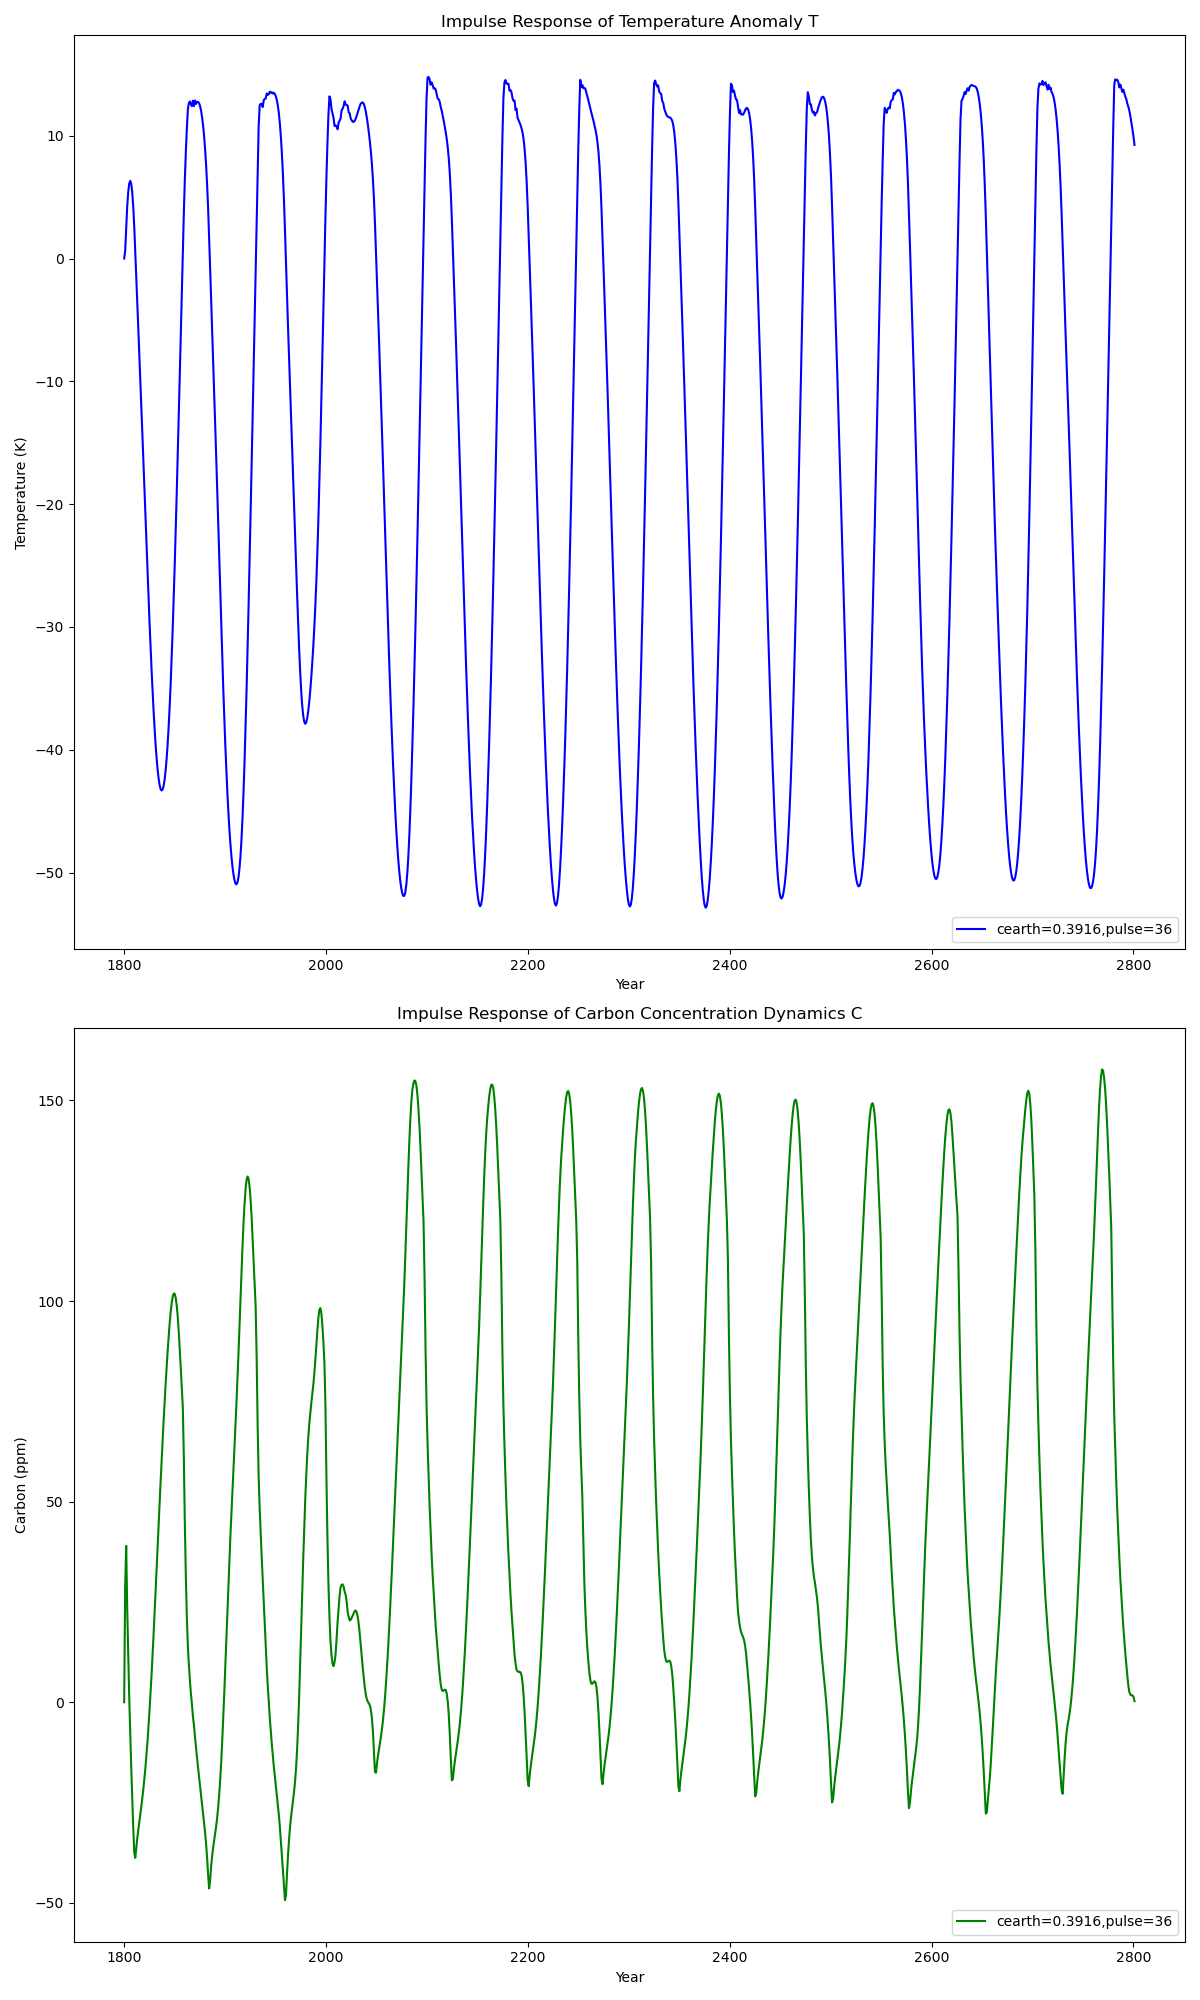 Impulse Response of Temperature Anomaly T
10
0
−10
−20
−30
−40
−50
Temperature (K)
cearth=0.3916,pulse=36
1800 2000 2200 2400 2600 2800
Year
Impulse Response of Carbon Concentration Dynamics C
150
100
50
0
−50
Carbon (ppm)
cearth=0.3916,pulse=36
1800 2000 2200 2400 2600 2800
Year